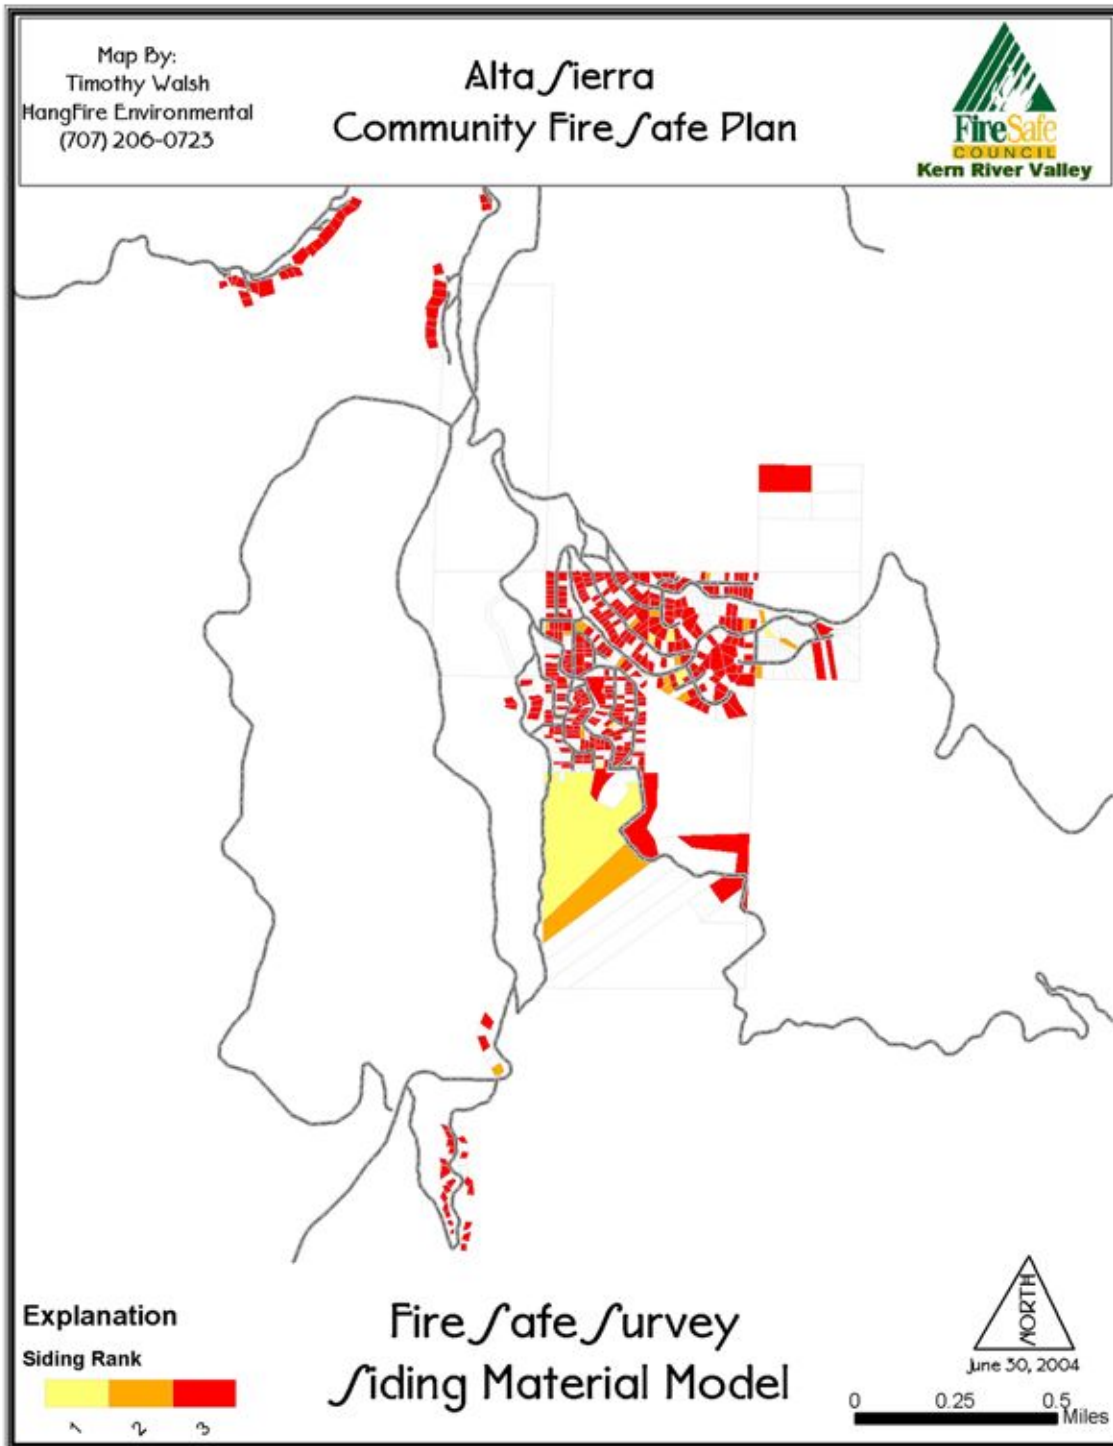 Map By:
Timothy Walsh
HangFire Environmental
(707) 206-0723
Alta Sierra
Community Fire Safe Plan
FireSafe
COUNCIL
Kern River Valley
Explanation
Siding Rank
1 2 3
Fire Safe Survey
Siding Material Model
NORTH
June 30, 2004
0 0.25 0.5
Miles